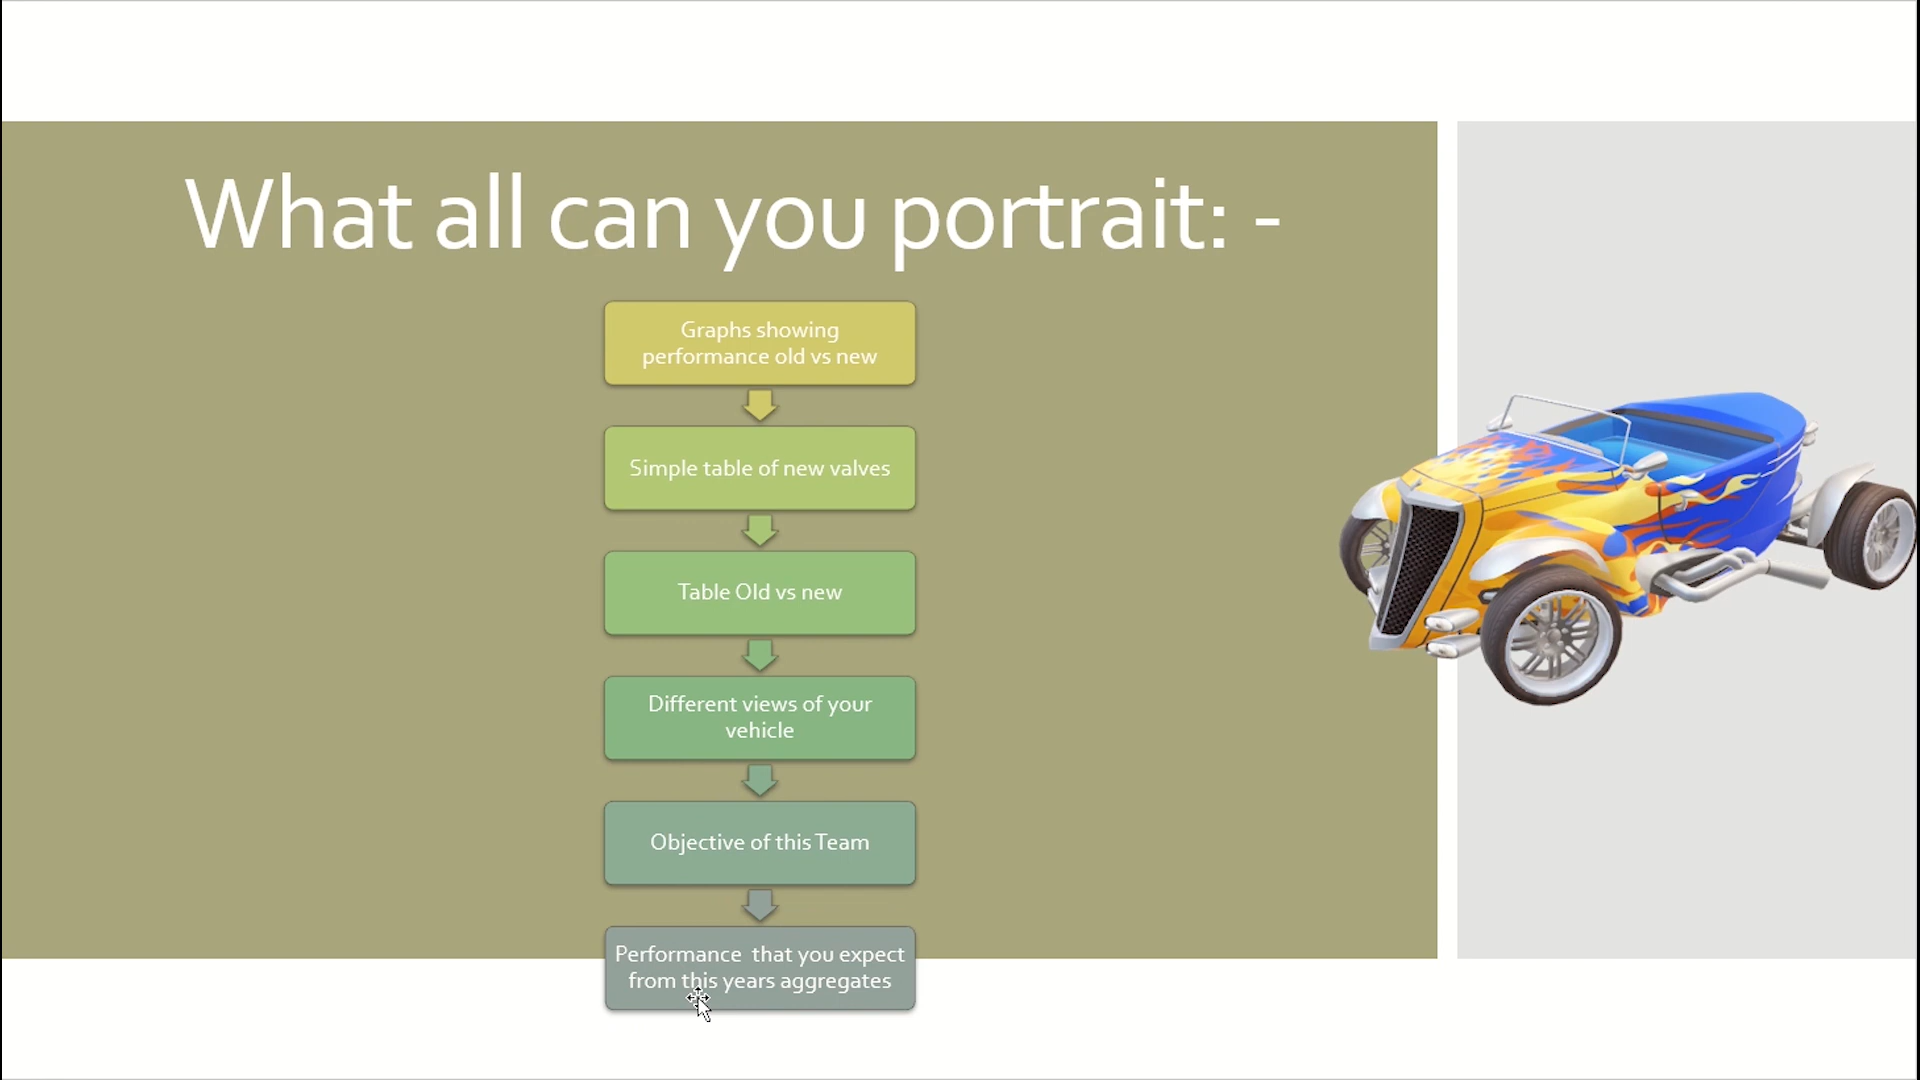 What all can you portrait: -
Graphs showing
performance old vs new
Simple table of new valves
Table Old vs new
Different views of your
vehicle
Objective of this Team
Performance  that you expect
from this years aggregates